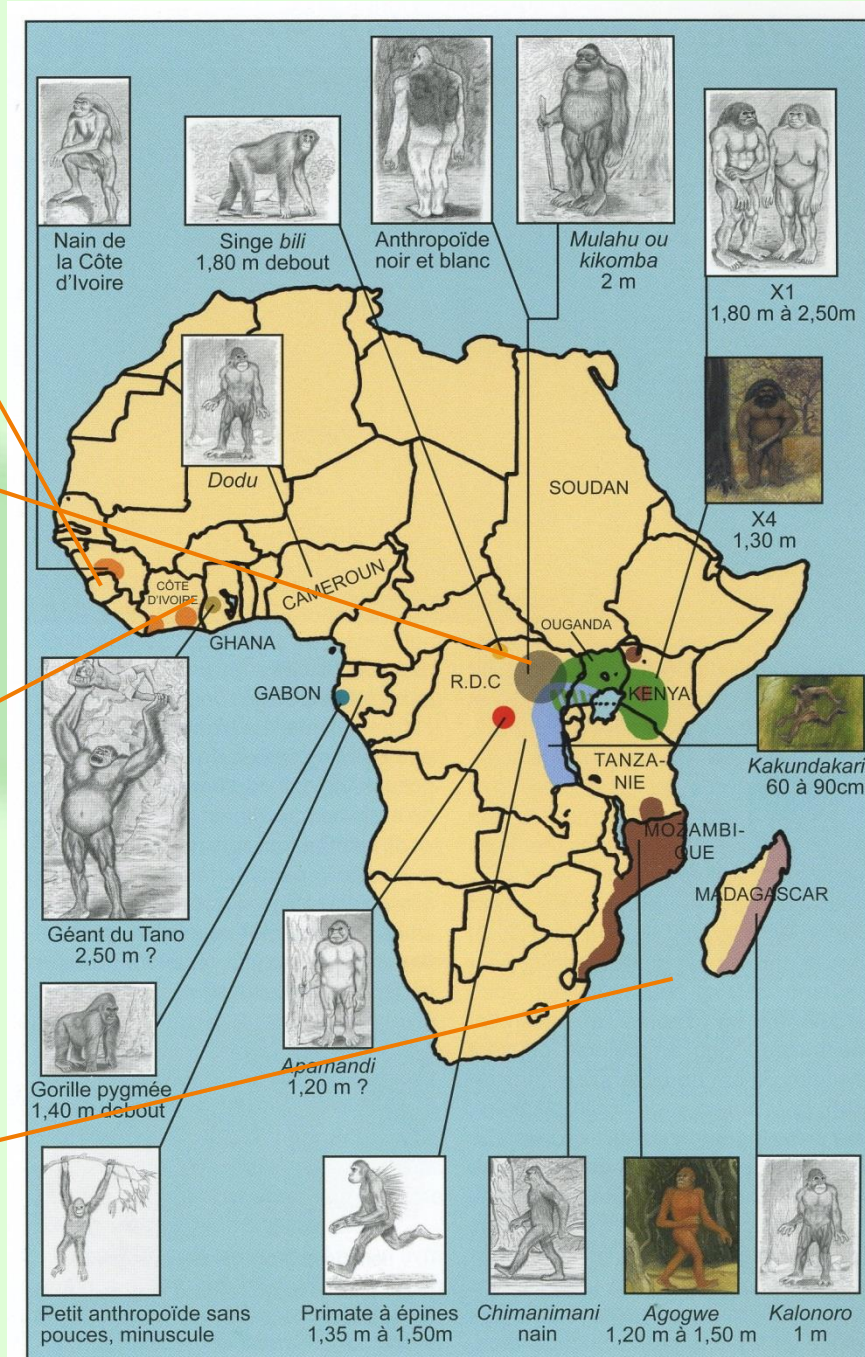 Nain de
la Côte
d'Ivoire
Singe bili
1,80 m debout
Anthropoïde
noir et blanc
Mulahu ou
kikomba
2 m
X1
1,80 m à 2,50m
Dodu
SOUDAN
X4
1,30 m
CÔTE
D'IVOIRE
CAMEROUN
GHANA
OUGANDA
GABON
R.D.C
KENYA
TANZA-
NIE
Kakundakari
60 à 90cm
MOZAMBI-
QUE
MADAGASCAR
Géant du Tano
2,50 m ?
Apamandi
1,20 m ?
Gorille pygmée
1,40 m debout
Petit anthropoïde sans
pouces, minuscule
Primate à épines
1,35 m à 1,50m
Chimanimani
nain
Agogwe
1,20 m à 1,50 m
Kalonoro
1 m